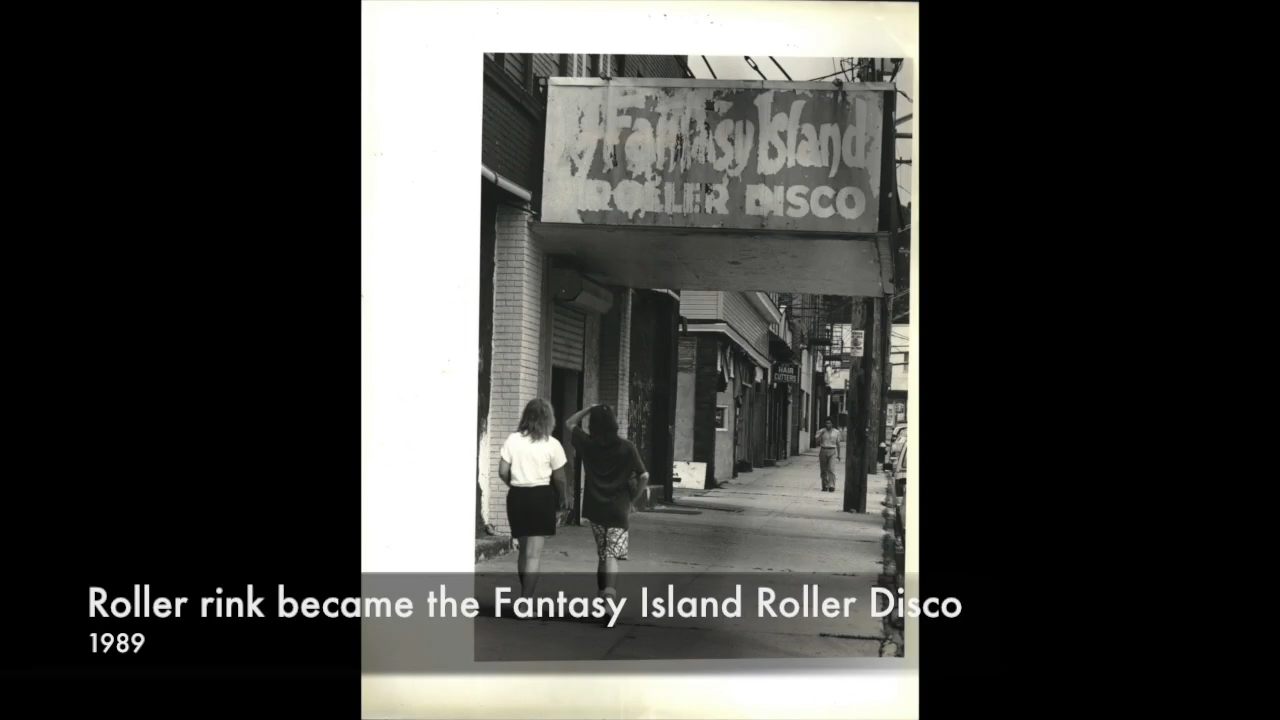 Fantasy Island
ROLLER DISCO
HAIR
CUTTERS
Roller rink became the Fantasy Island Roller Disco
1989